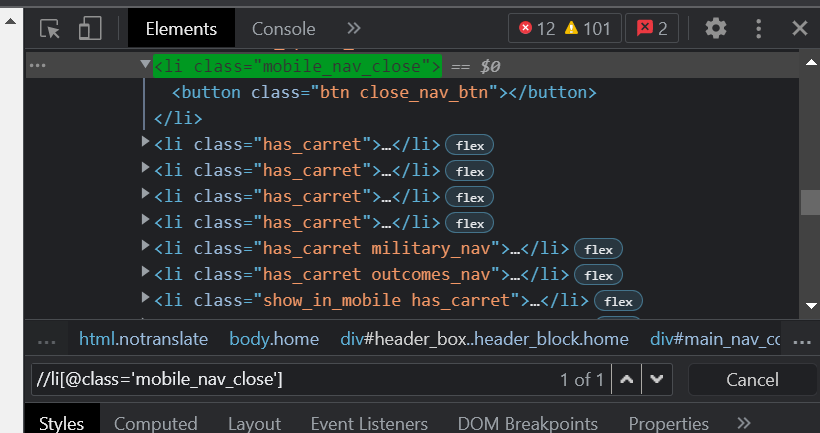 Elements Console » 12 101 2
<li class="mobile_nav_close"> == $0
<button class="btn close_nav_btn"></button>
</li>
<li class="has_carret">…</li> flex
<li class="has_carret">…</li> flex
<li class="has_carret">…</li> flex
<li class="has_carret">…</li> flex
<li class="has_carret military_nav">…</li> flex
<li class="has_carret outcomes_nav">…</li> flex
<li class="show_in_mobile has_carret">…</li> flex
... html.notranslate body.home div#header_box..header_block.home div#main_nav_co ...
//li[@class='mobile_nav_close'] 1 of 1 Cancel
Styles Computed Layout Event Listeners DOM Breakpoints Properties »